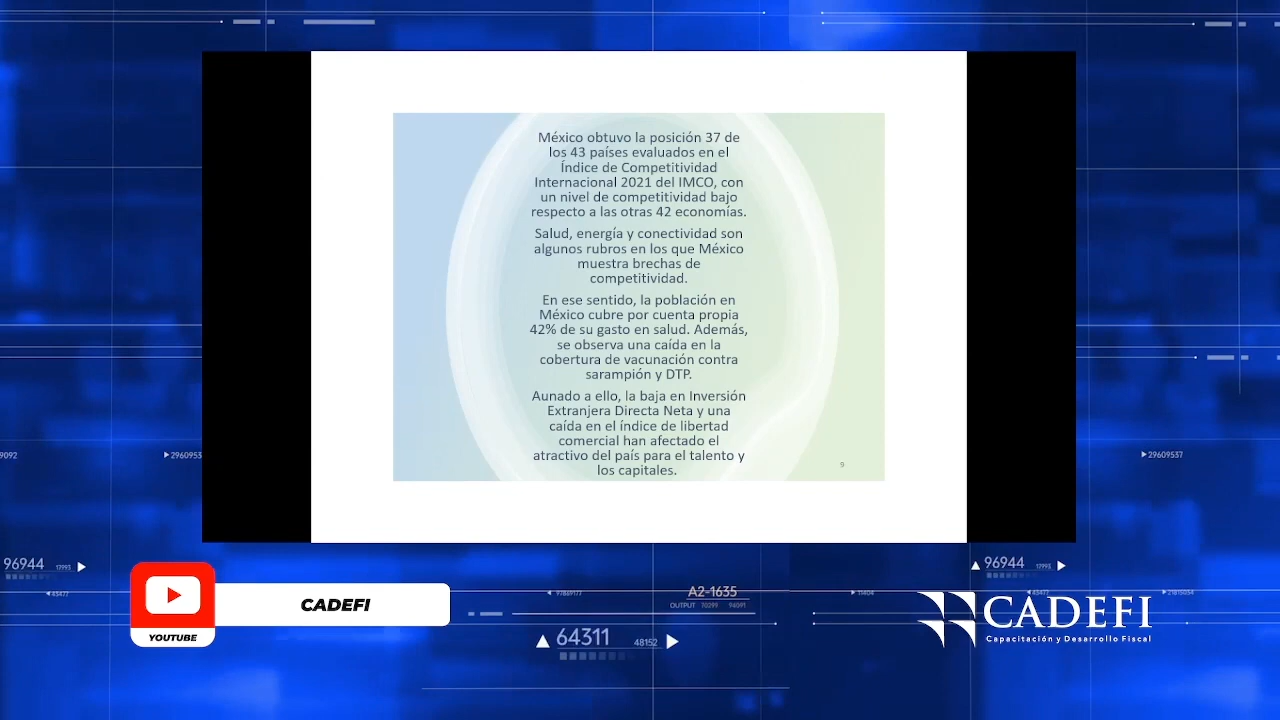 México obtuvo la posición 37 de
los 43 países evaluados en el
Índice de Competitividad
Internacional 2021 del IMCO, con
un nivel de competitividad bajo
respecto a las otras 42 economías.
Salud, energía y conectividad son
algunos rubros en los que México
muestra brechas de
competitividad.
En ese sentido, la población en
México cubre por cuenta propia
42% de su gasto en salud. Además,
se observa una caída en la
cobertura de vacunación contra
sarampión y DTP.
Aunado a ello, la baja en Inversión
Extranjera Directa Neta y una
caída en el índice de libertad
comercial han afectado el
atractivo del país para el talento y
los capitales.
9
9092
29609537
29609537
96944
96944
A2-1635
OUTPUT
64311
48152
CADEFI
YOUTUBE
CADEFI
Capacitación y Desarrollo Fiscal